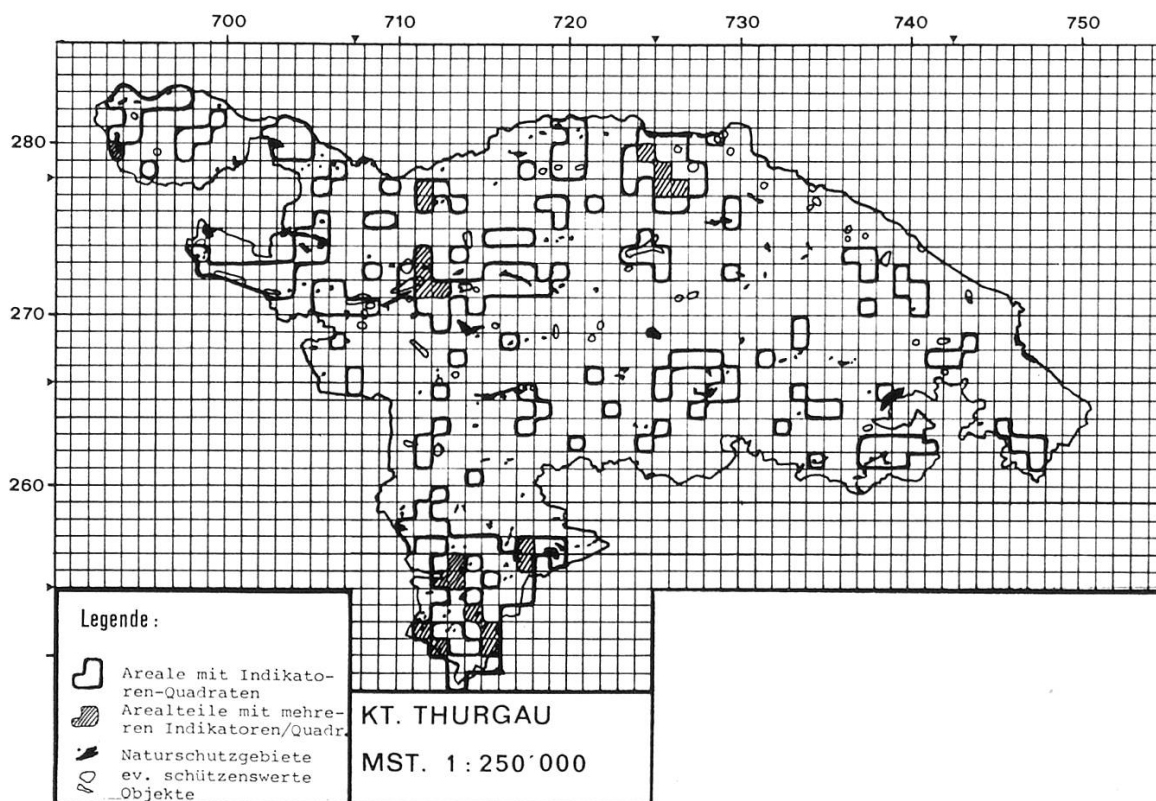 700 710 720 730 740 750
280
270
260
Legende :
Areale mit Indikato-
ren-Quadraten
Arealteile mit mehre-
ren Indikatoren/Quadr.
Naturschutzgebiete
ev. schützenswerte
Objekte
KT. THURGAU
MST. 1 : 250'000